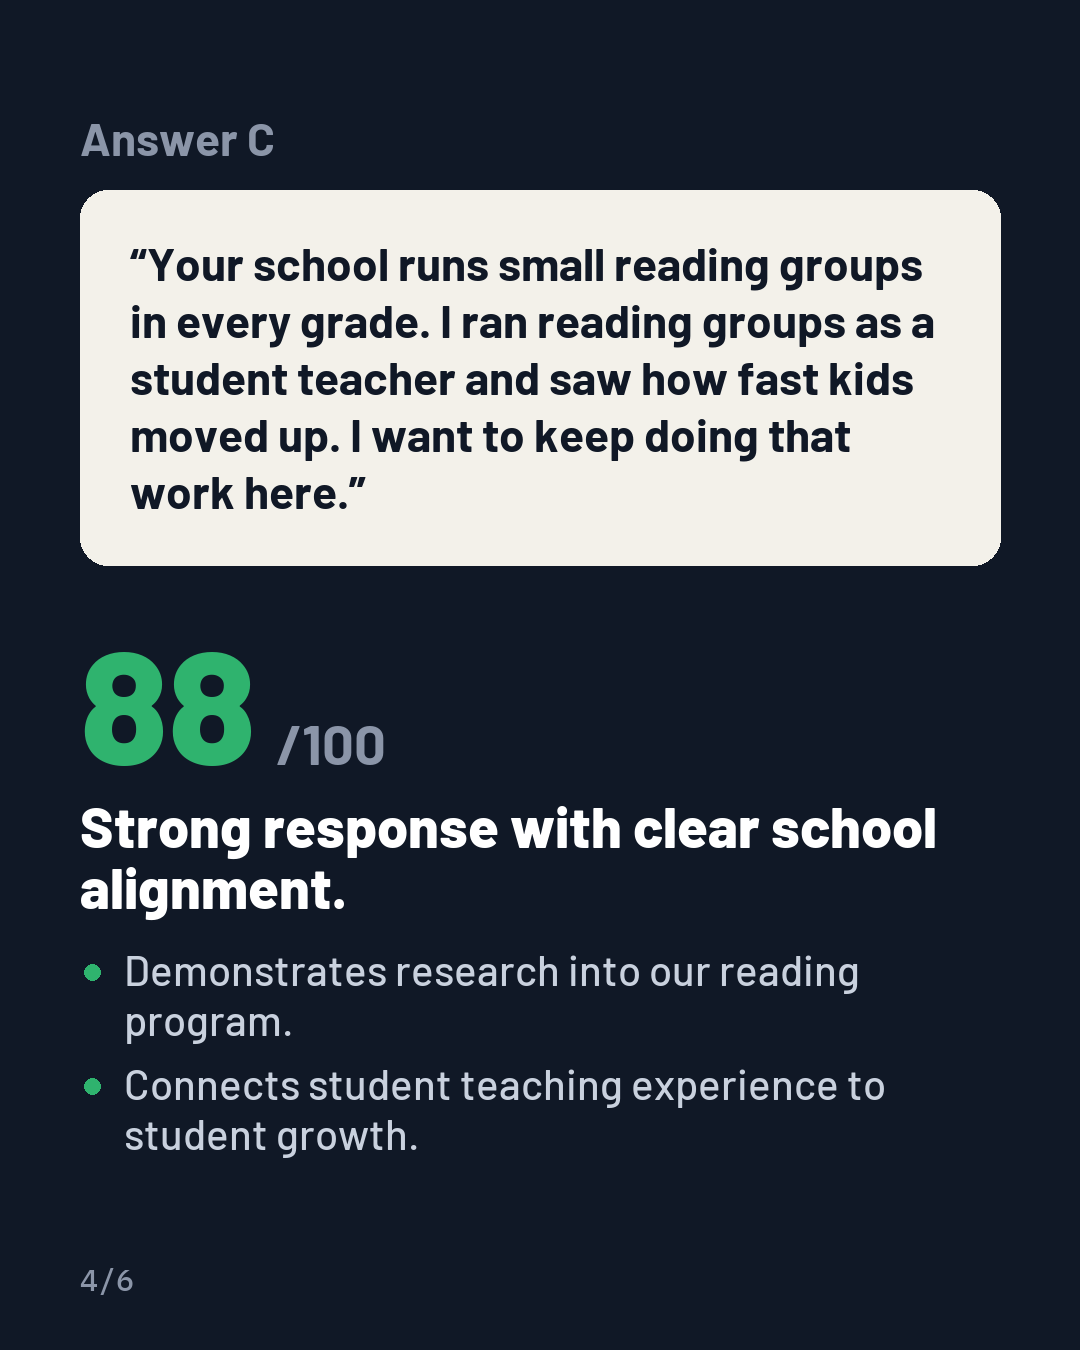 Answer C
“Your school runs small reading groups
in every grade. I ran reading groups as a
student teacher and saw how fast kids
moved up. I want to keep doing that
work here.”
88 /100
Strong response with clear school
alignment.
Demonstrates research into our reading
program.
Connects student teaching experience to
student growth.
4/6